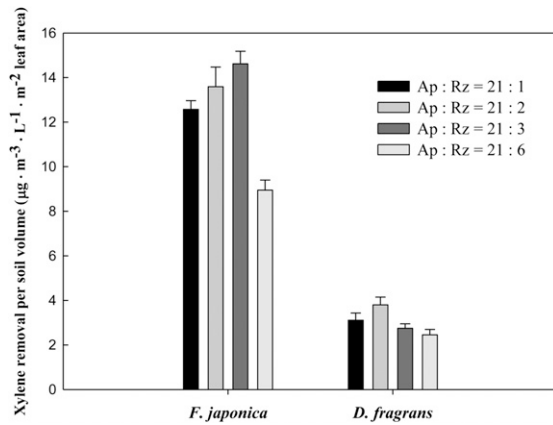 Xylene removal per soil volume (μg · m⁻³ · L⁻¹ · m⁻² leaf area)
16
14
12
10
8
6
4
2
0
Ap : Rz = 21 : 1
Ap : Rz = 21 : 2
Ap : Rz = 21 : 3
Ap : Rz = 21 : 6
F. japonica
D. fragrans